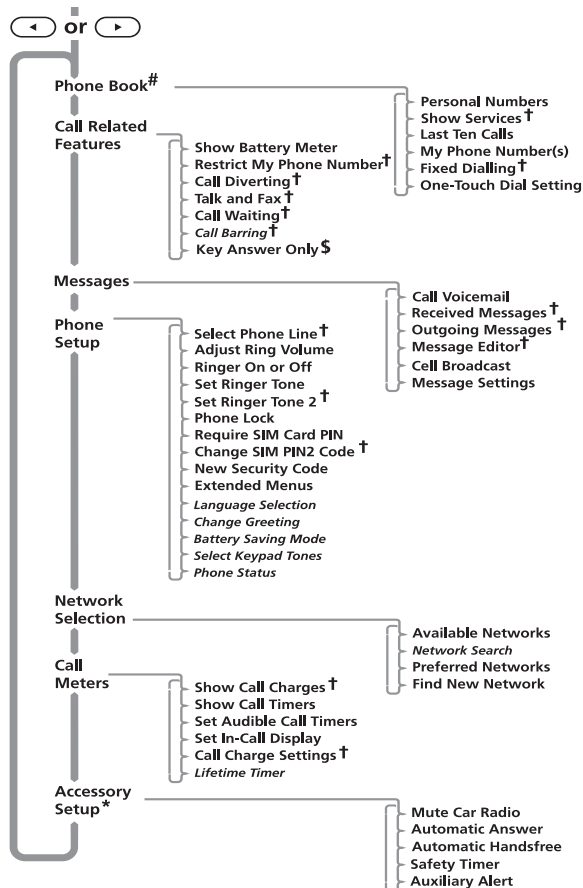 or
Phone Book#
Personal Numbers
Show Services†
Last Ten Calls
My Phone Number(s)
Fixed Dialling†
One-Touch Dial Setting
Call Related
Features
Show Battery Meter
Restrict My Phone Number†
Call Diverting†
Talk and Fax†
Call Waiting†
Call Barring†
Key Answer Only$
Messages
Call Voicemail
Received Messages†
Outgoing Messages †
Message Editor†
Cell Broadcast
Message Settings
Phone
Setup
Select Phone Line†
Adjust Ring Volume
Ringer On or Off
Set Ringer Tone
Set Ringer Tone 2 †
Phone Lock
Require SIM Card PIN
Change SIM PIN2 Code †
New Security Code
Extended Menus
Language Selection
Change Greeting
Battery Saving Mode
Select Keypad Tones
Phone Status
Network
Selection
Available Networks
Network Search
Preferred Networks
Find New Network
Call
Meters
Show Call Charges†
Show Call Timers
Set Audible Call Timers
Set In-Call Display
Call Charge Settings†
Lifetime Timer
Accessory
Setup*
Mute Car Radio
Automatic Answer
Automatic Handsfree
Safety Timer
Auxiliary Alert